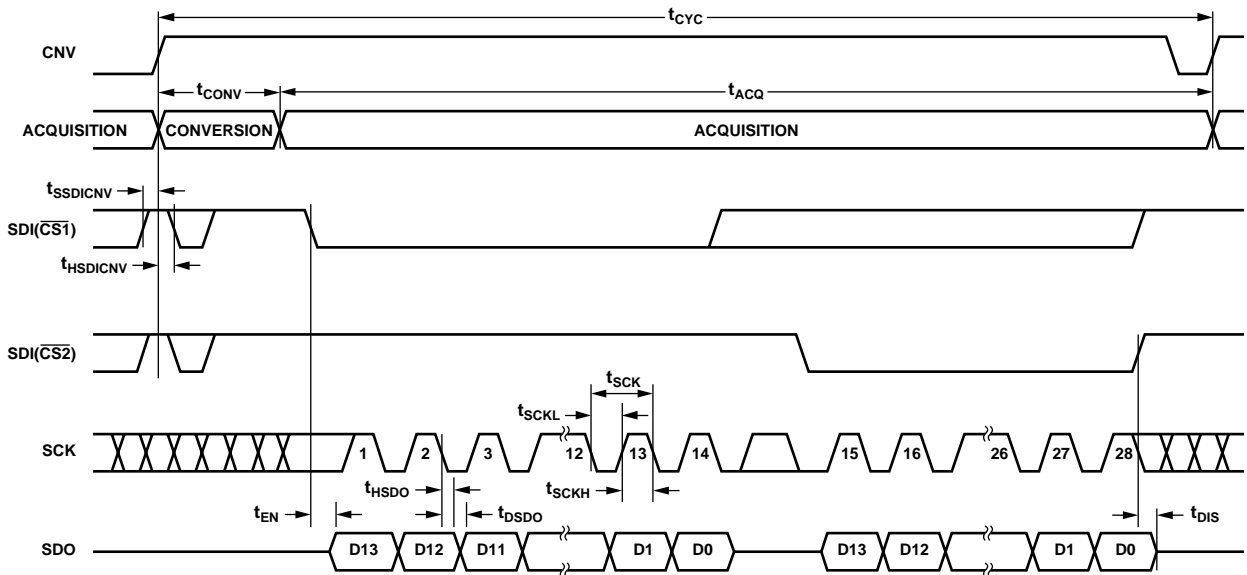 tCYC
CNV
tCONV
tACQ
ACQUISITION CONVERSION ACQUISITION
tSSDICNV
SDI(CS1)
tHSDICNV
SDI(CS2)
tSCK
tSCKL
SCK 1 2 3 12 13 14 15 16 26 27 28
tHSDO
tSCKH
tEN
tDSDO
tDIS
SDO D13 D12 D11 D1 D0 D13 D12 D1 D0